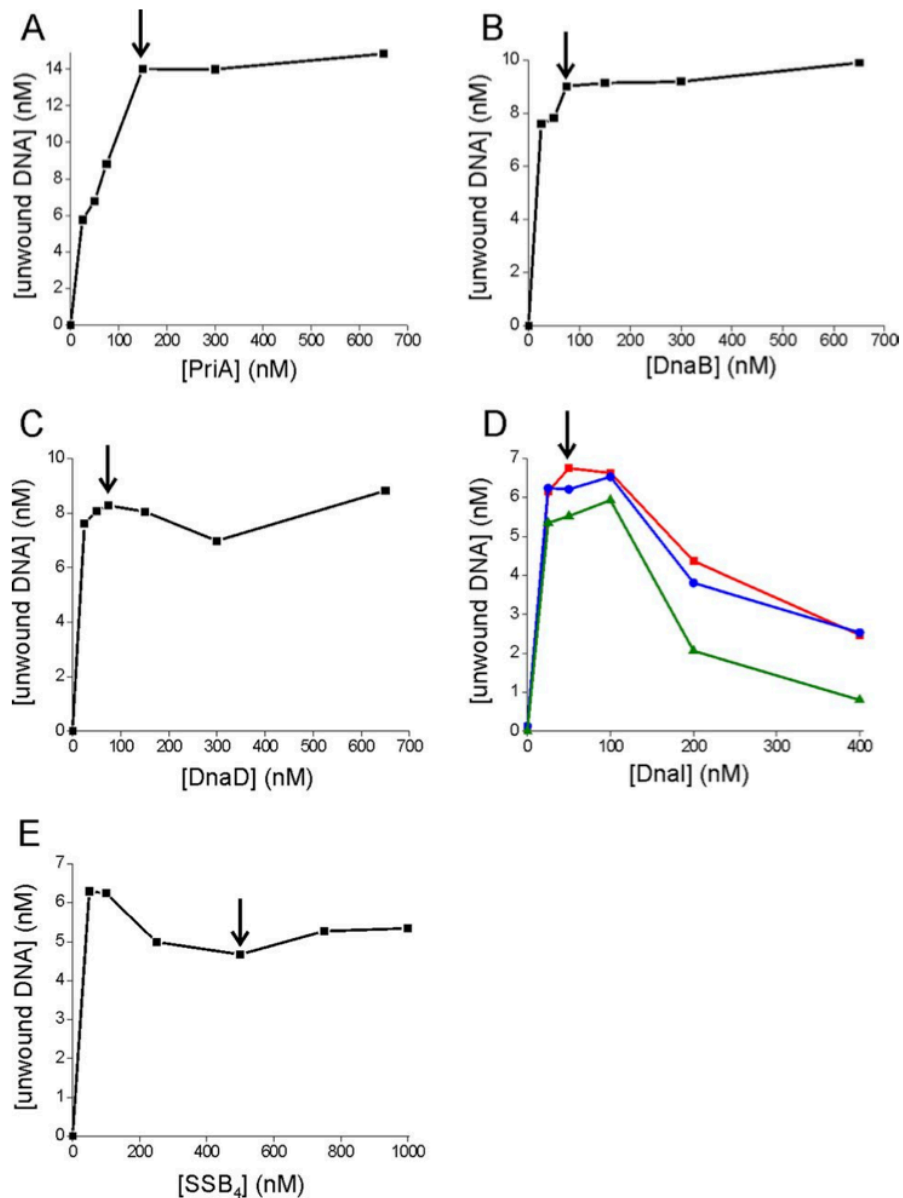 A
[unwound DNA] (nM)
14
12
10
8
6
4
2
0
0 100 200 300 400 500 600 700
[PriA] (nM)
B
[unwound DNA] (nM)
10
8
6
4
2
0
0 100 200 300 400 500 600 700
[DnaB] (nM)
C
[unwound DNA] (nM)
10
8
6
4
2
0
0 100 200 300 400 500 600 700
[DnaD] (nM)
D
[unwound DNA] (nM)
7
6
5
4
3
2
1
0
0 100 200 300 400
[DnaI] (nM)
E
[unwound DNA] (nM)
7
6
5
4
3
2
1
0
0 200 400 600 800 1000
[SSB₄] (nM)